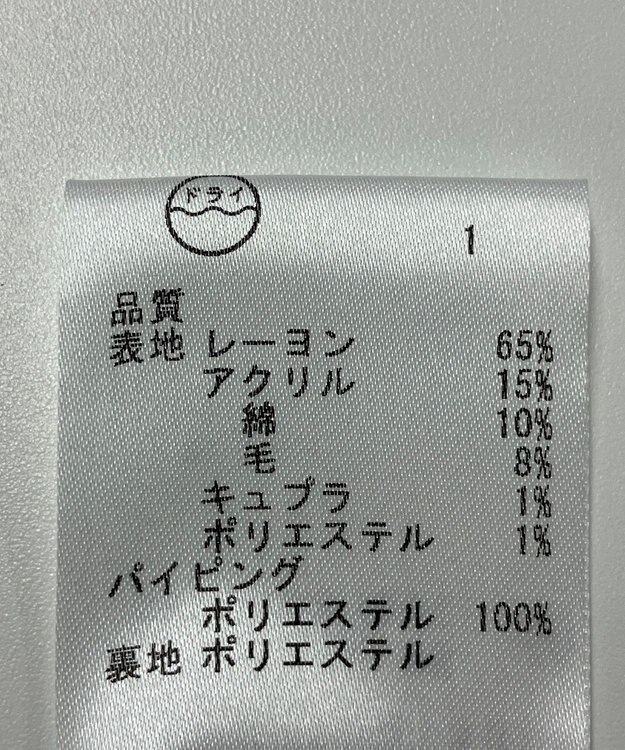 ドライ
1
品質
表地 レーヨン 65%
アクリル 15%
綿 10%
毛 8%
キュプラ 1%
ポリエステル 1%
パイピング
ポリエステル 100%
裏地 ポリエステル